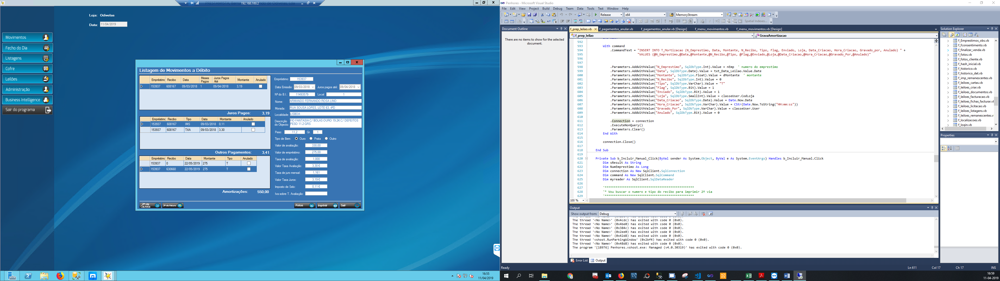 192.168.100.2
Loja: Odivelas
Data: 11/04/2019
Movimentos
Fecho do Dia
Listagens
Cofre
Leilões
Administração
Business Intelligence
Sair do programa
Listagem de Movimentos a Débito
Empréstimo Recibo Data Meses Pagos Juros Pagos Até Montante Anulado
153937 608167 09/03/2018 1 09/04/2018 3,19
Juros Pagos: 3,19
Empréstimo Recibo Tipo Data Montante Anulado
153937 608167 IMS 09/03/2018 0,11
153937 608167 TXA 09/03/2018 3,30
Outros Pagamentos: 3,41
Empréstimo Recibo Data Montante Tipo Anulado
153937 0 22/05/2019 275 T
153937 630660 22/05/2019 275 T
Amortizações: 550,00
Empréstimo: 153937
Data Emissão: 09/03/2018 Juros pagos até: 09/04/2018
Nº do B.I.: 11493579 Local: 1
Nome: ARMANDO FERNANDO ROSA LINO
Morada: RUA SOUSA LOPES, LOTE 63, 4ºD
Localidade: LISBOA
Descrição do Objecto: FIO FANTASIA C/ BOLAS OURO 19.2K C/ DEFEITOS
PESO 11.2 GRS
Peso: 11,2 Gr. 1
Tipo de Bem: Ouro Prata Outro
Valor de avaliação: 330,00
Valor de empréstimo: 275,00
Taxa de avaliação: 1,000
Valor Taxa Avaliação: 3,30 €
Taxa de juro mensal: 1,161
Valor Taxa Juros: 3,19 €
Imposto de Selo: 0,11 €
Iva sobre T. Avaliação:
2ª via Cautela 2ª via Fatura Fotos Imprimir Sair
16:55
11/04/2019
Penhores - Microsoft Visual Studio
File Edit View Project Build Debug Team Data Tools Test Window Help
Release x64 MemoryStream
Spatial Indexes...
Document Outline
There are no items to show for the selected
document.
f_prep_leilao.vb f_pagamentos_anular.vb f_pagamentos_anular.vb [Design] f_menu_movimentos.vb f_menu_movimentos.vb [Design]
f_prep_leilao GravaAmortizacao
592
593 With command
594 .CommandText = "INSERT INTO T_Mortizacao (N_Emprestimo, Data, Montante, N_Recibo, Tipo, Flag, Enviado, Loja, Data_Criacao, Hora_Criacao, Gravado_por, Anulado) " +
595 "VALUES (@N_Emprestimo,@Data,@Montante,@N_Recibo,@Tipo, @Flag,@Enviado,@Loja,@Data_Criacao,@Hora_Criacao,@Gravado_Por,@Anulado)"
596
597
598 .Parameters.AddWithValue("N_Emprestimo", SqlDbType.Int).Value = nEmp ' numero do emprestimo
599 .Parameters.AddWithValue("Data", SqlDbType.Date).Value = txt_Data_Leilao.Value.Date
600 .Parameters.AddWithValue("Montante", SqlDbType.Float).Value = dMontante ' montante
601 .Parameters.AddWithValue("N_Recibo", SqlDbType.Int).Value = 0
602 .Parameters.AddWithValue("Tipo", SqlDbType.VarChar).Value = "T"
603 .Parameters.AddWithValue("Flag", SqlDbType.Bit).Value = 1
604 .Parameters.AddWithValue("Enviado", SqlDbType.Bit).Value = 1
605 .Parameters.AddWithValue("Loja", SqlDbType.SmallInt).Value = classeUser.CodLoja
606 .Parameters.AddWithValue("Data_Criacao", SqlDbType.Date).Value = Date.Now.Date
607 .Parameters.AddWithValue("Hora_Criacao", SqlDbType.VarChar).Value = CStr(Date.Now.ToString("HH:mm:ss"))
608 .Parameters.AddWithValue("Gravado_Por", SqlDbType.VarChar).Value = classeUser.User
609 .Parameters.AddWithValue("Anulado", SqlDbType.Bit).Value = 0
610
611 .Connection = connection
612 .ExecuteNonQuery()
613 .Parameters.Clear()
614 End With
615
616 connection.Close()
617
618 End Sub
619
620 Private Sub b_Incluir_Manual_Click(ByVal sender As System.Object, ByVal e As System.EventArgs) Handles b_Incluir_Manual.Click
621 Dim sResult As String
622 Dim NumEmprestimo As Long
623 Dim connection As New SqlClient.SqlConnection
624 Dim command As New SqlClient.SqlCommand
625 Dim myreader As SqlClient.SqlDataReader
626
627 '*************************************************
628 '* Vou buscar o numero e tipo do recibo para imprimir 2º via
629 '*************************************************
100 %
Output
Show output from: Debug
The thread '<No Name>' (0x4cdc) has exited with code 0 (0x0).
The thread '<No Name>' (0x4be0) has exited with code 0 (0x0).
The thread '<No Name>' (0x384c) has exited with code 0 (0x0).
The thread '<No Name>' (0x2ee0) has exited with code 0 (0x0).
The thread '<No Name>' (0x42d8) has exited with code 0 (0x0).
The thread 'vshost.RunParkingWindow' (0x2bf4) has exited with code 0 (0x0).
The thread '<No Name>' (0x48d8) has exited with code 0 (0x0).
The program '[18976] Penhores.vshost.exe: Managed (v4.0.30319)' has exited with code 0 (0x0).
Error List Output
Solution Explorer
f_Emprestimos_obs.vb
f_fconsentimento.vb
f_finalizar_venda.vb
f_fotos.vb
f_fotos_cliente.vb
f_hash_inicial.vb
f_historico.vb
f_historico_det.vb
f_imp_remanescentes.vb
f_leiloes_cartas.vb
f_leiloes_criar.vb
f_leiloes_documentos.vb
f_leiloes_facturacao.vb
f_leiloes_fichas_facturar.vb
f_leiloes_licitacao.vb
f_leiloes_listagens.vb
f_leiloes_remanescentes.v
f_localizacoes.vb
f_login.vb
Properties
Ready Ln 611 Col 17 Ch 17 INS
16:59
11-04-2019